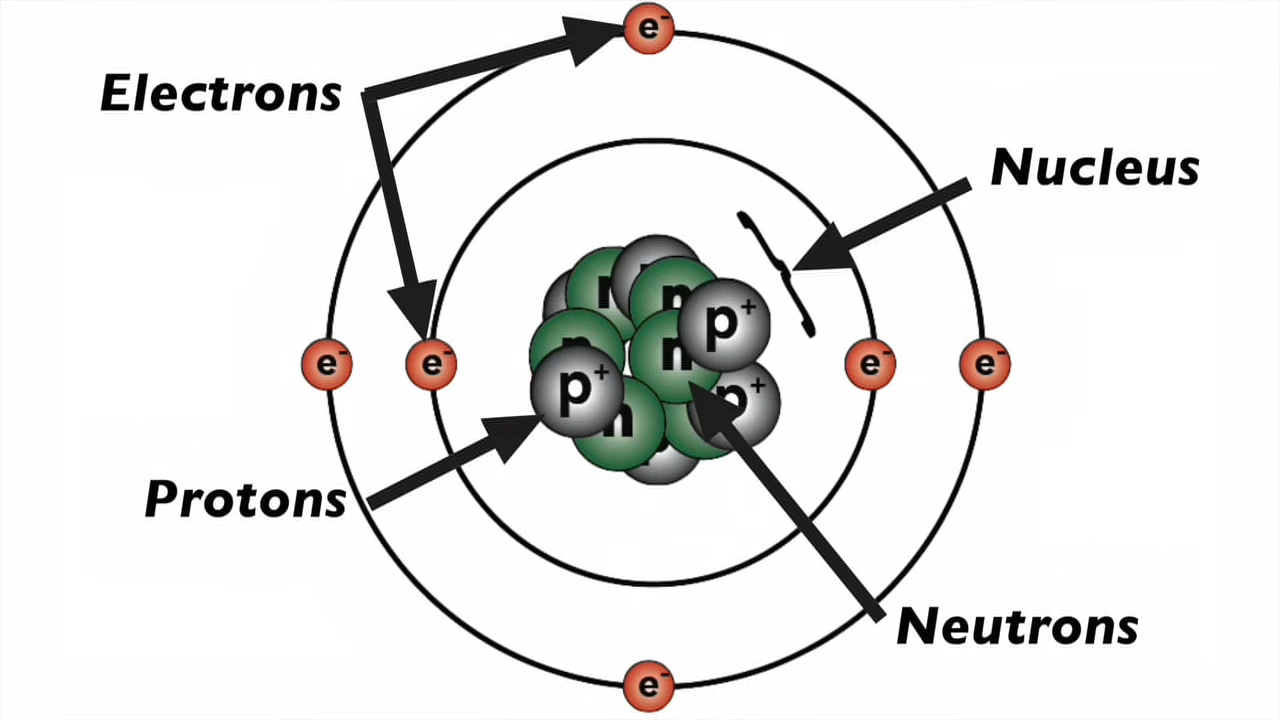 e-
Electrons
Nucleus
n
n
p+
n
n
p+
p+
n
p
e-
e-
e-
e-
Protons
Neutrons
e-